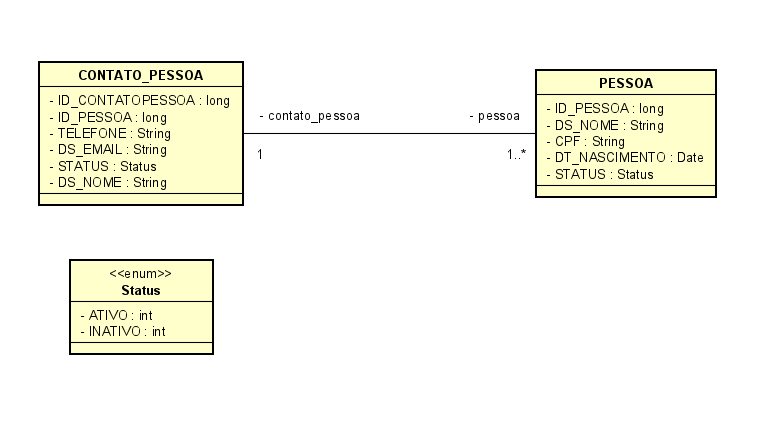 CONTATO_PESSOA
- ID_CONTATOPESSOA : long
- ID_PESSOA : long
- TELEFONE : String
- DS_EMAIL : String
- STATUS : Status
- DS_NOME : String
- contato_pessoa
- pessoa
1
1..*
PESSOA
- ID_PESSOA : long
- DS_NOME : String
- CPF : String
- DT_NASCIMENTO : Date
- STATUS : Status
<<enum>>
Status
- ATIVO : int
- INATIVO : int